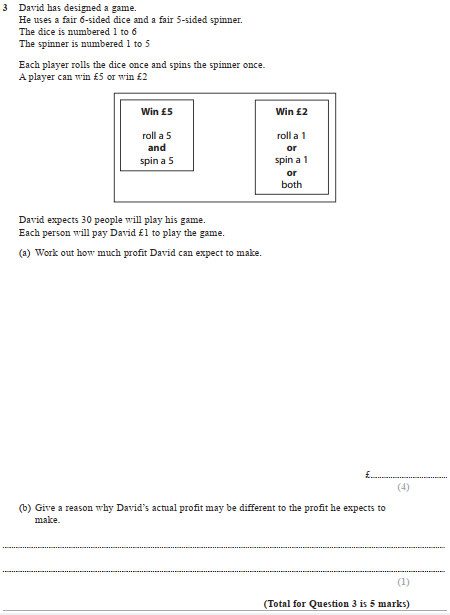 3 David has designed a game.
He uses a fair 6-sided dice and a fair 5-sided spinner.
The dice is numbered 1 to 6
The spinner is numbered 1 to 5
Each player rolls the dice once and spins the spinner once.
A player can win £5 or win £2
Win £5
roll a 5
and
spin a 5
Win £2
roll a 1
or
spin a 1
or
both
David expects 30 people will play his game.
Each person will pay David £1 to play the game.
(a) Work out how much profit David can expect to make.
£..............................
(4)
(b) Give a reason why David's actual profit may be different to the profit he expects to
make.
(1)
(Total for Question 3 is 5 marks)